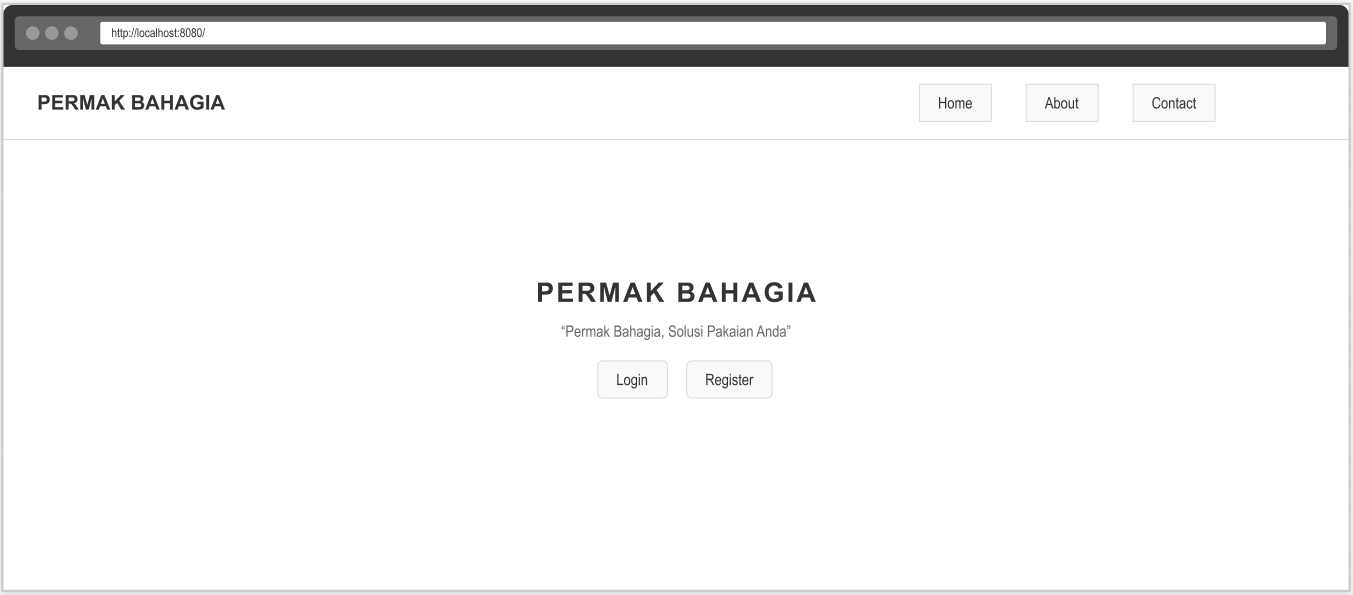 http://localhost:8080/
PERMAK BAHAGIA
Home
About
Contact
PERMAK BAHAGIA
“Permak Bahagia, Solusi Pakaian Anda”
Login
Register